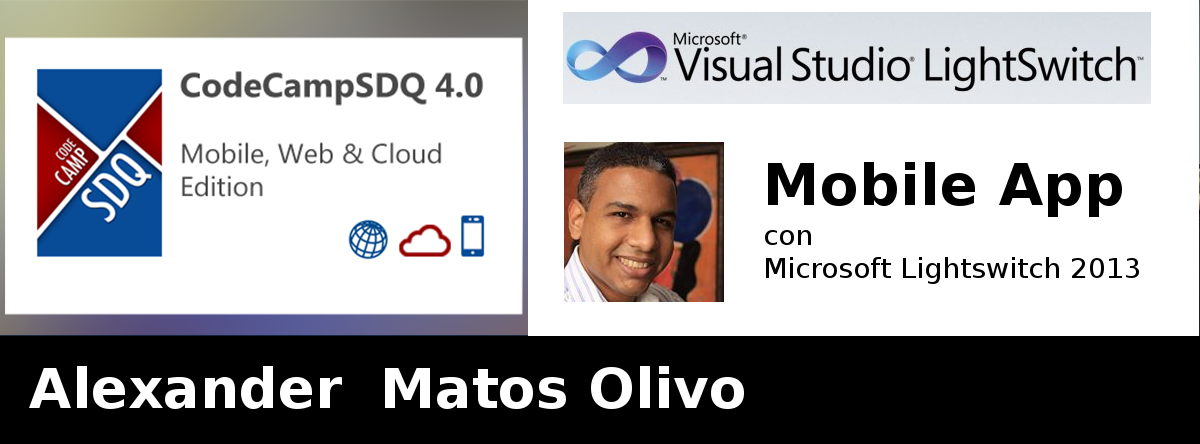 CodeCampSDQ 4.0
Mobile, Web & Cloud
Edition
CODE
CAMP
SDQ
Microsoft®
Visual Studio® LightSwitch™
Mobile App
con
Microsoft Lightswitch 2013
Alexander Matos Olivo